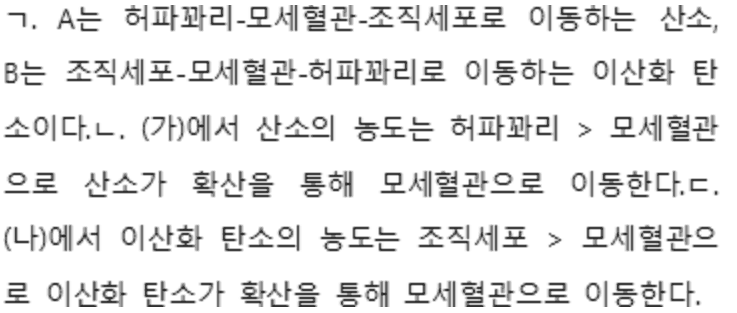 ㄱ. A는 허파꽈리-모세혈관-조직세포로 이동하는 산소,
B는 조직세포-모세혈관-허파꽈리로 이동하는 이산화 탄
소이다.ㄴ. (가)에서 산소의 농도는 허파꽈리 > 모세혈관
으로 산소가 확산을 통해 모세혈관으로 이동한다.ㄷ.
(나)에서 이산화 탄소의 농도는 조직세포 > 모세혈관으
로 이산화 탄소가 확산을 통해 모세혈관으로 이동한다.